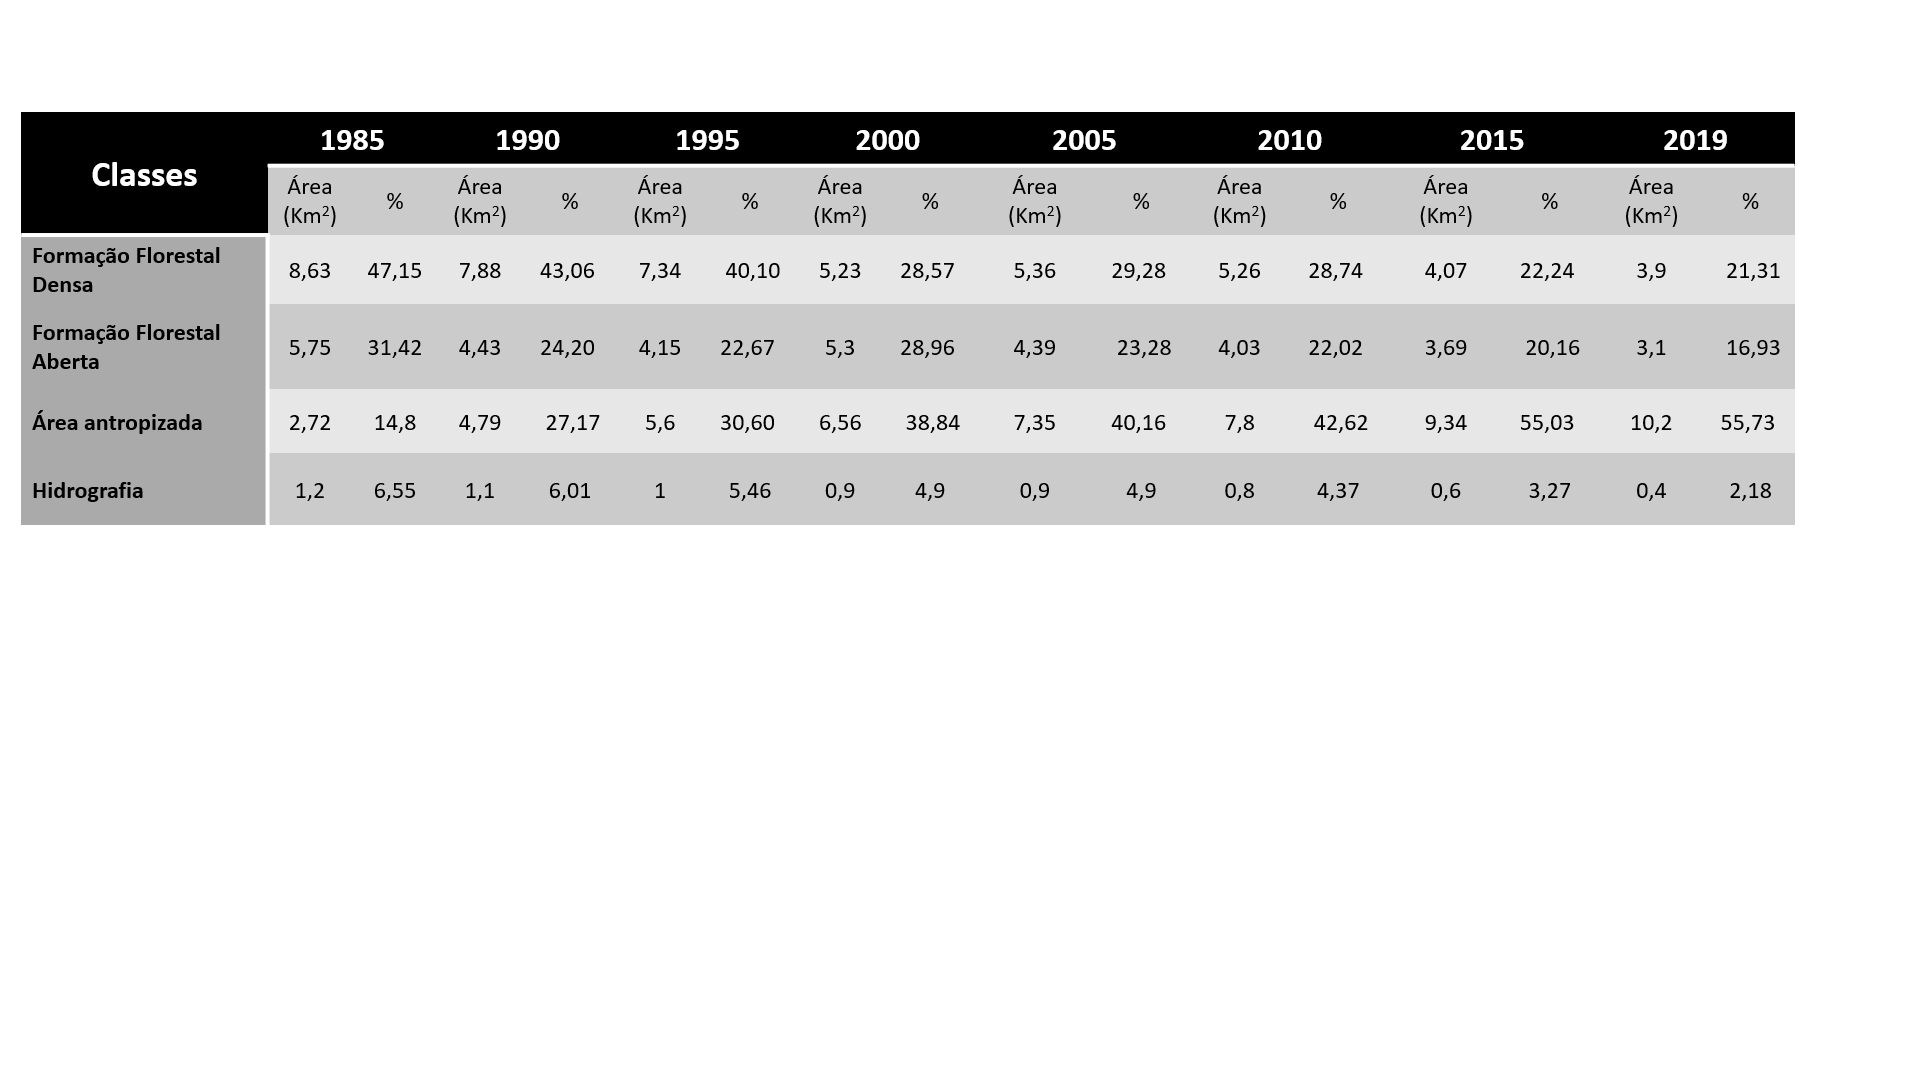 Classes 1985 1990 1995 2000 2005 2010 2015 2019
Área (Km²) % Área (Km²) % Área (Km²) % Área (Km²) % Área (Km²) % Área (Km²) % Área (Km²) % Área (Km²) %
Formação Florestal Densa 8,63 47,15 7,88 43,06 7,34 40,10 5,23 28,57 5,36 29,28 5,26 28,74 4,07 22,24 3,9 21,31
Formação Florestal Aberta 5,75 31,42 4,43 24,20 4,15 22,67 5,3 28,96 4,39 23,28 4,03 22,02 3,69 20,16 3,1 16,93
Área antropizada 2,72 14,8 4,79 27,17 5,6 30,60 6,56 38,84 7,35 40,16 7,8 42,62 9,34 55,03 10,2 55,73
Hidrografia 1,2 6,55 1,1 6,01 1 5,46 0,9 4,9 0,9 4,9 0,8 4,37 0,6 3,27 0,4 2,18